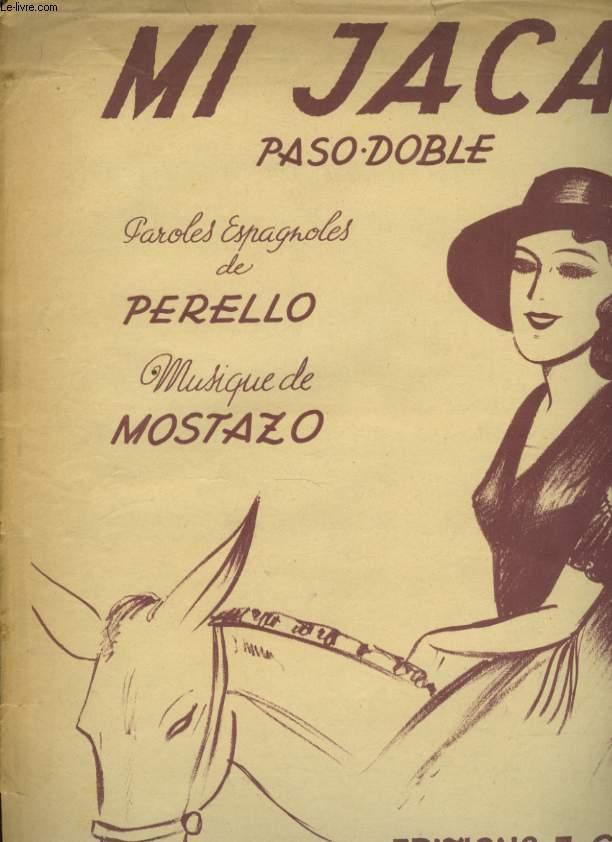 Le-livre.com
MI JACA
PASO·DOBLE
Paroles Espagnoles
de
PERELLO
Musique de
MOSTAZO